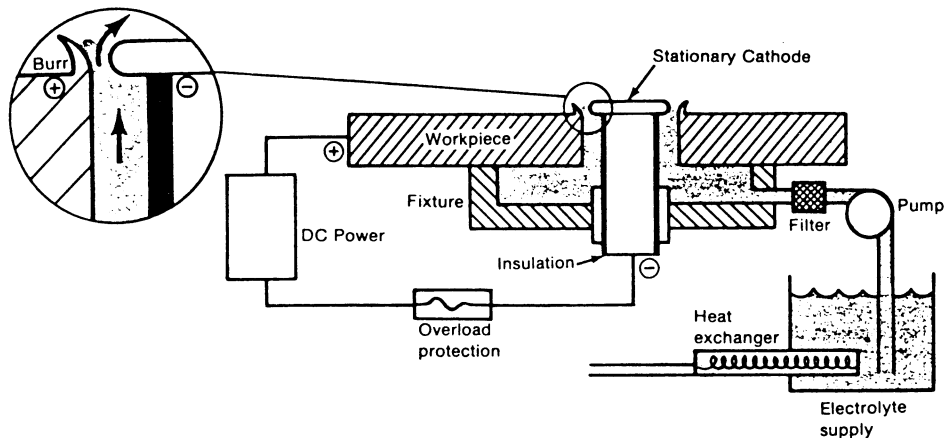 Burr
+
−
Stationary Cathode
Workpiece
+
Fixture
DC Power
Filter
Pump
Insulation
−
Overload
protection
Heat
exchanger
Electrolyte
supply